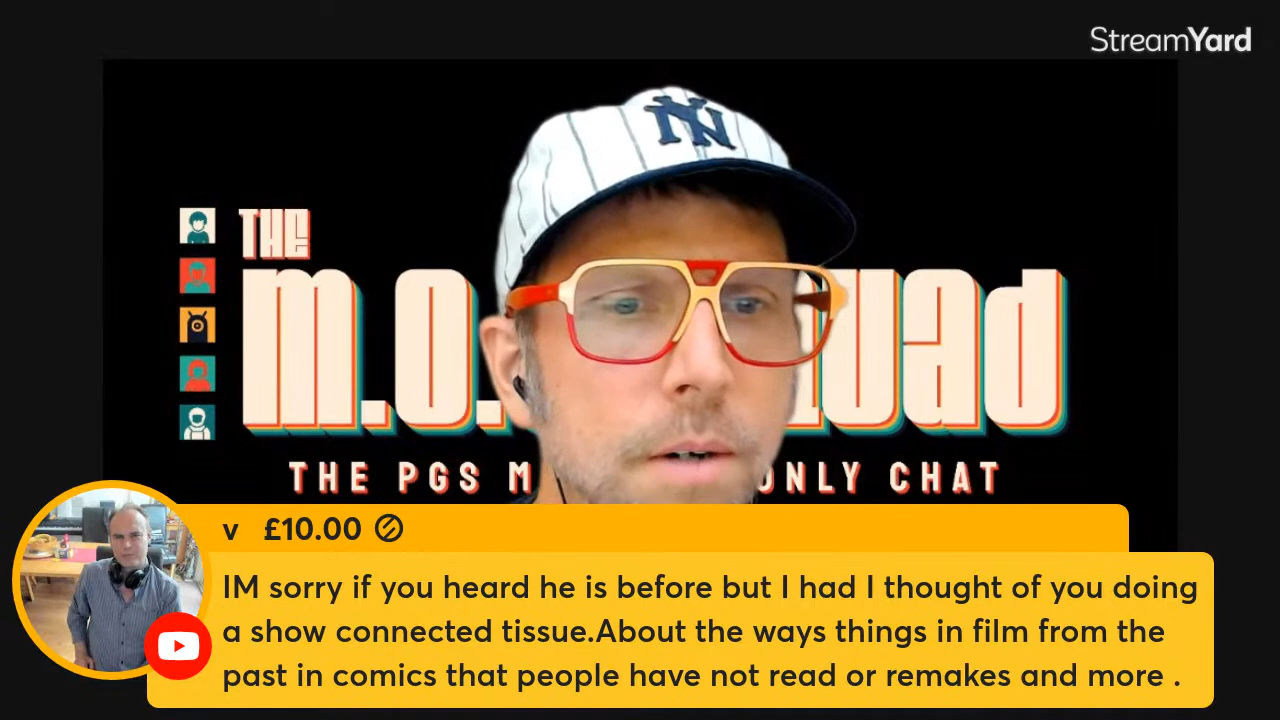 StreamYard
NY
THE
m.o. quad
THE PGS M ONLY CHAT
v £10.00
IM sorry if you heard he is before but I had I thought of you doing
a show connected tissue.About the ways things in film from the
past in comics that people have not read or remakes and more .